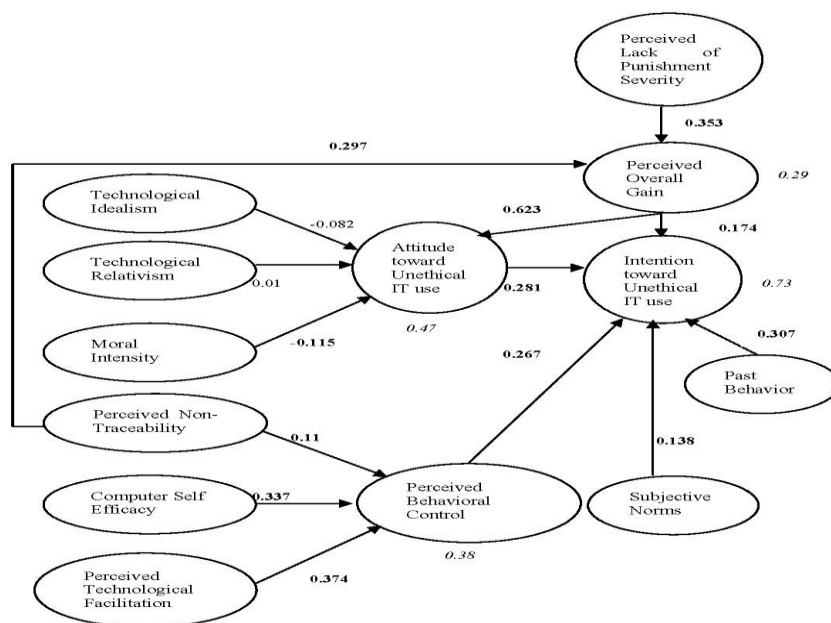 Perceived
Lack of
Punishment
Severity
0.353
0.297
Perceived
Overall
Gain
0.29
Technological
Idealism
-0.082
0.623
0.174
Attitude
toward
Unethical
IT use
Intention
toward
Unethical
IT use
Technological
Relativism
0.01
0.281
0.73
0.47
Moral
Intensity
-0.115
0.267
0.307
Past
Behavior
Perceived Non-
Traceability
0.11
0.138
Computer Self
Efficacy
0.337
Perceived
Behavioral
Control
Subjective
Norms
0.38
Perceived
Technological
Facilitation
0.374